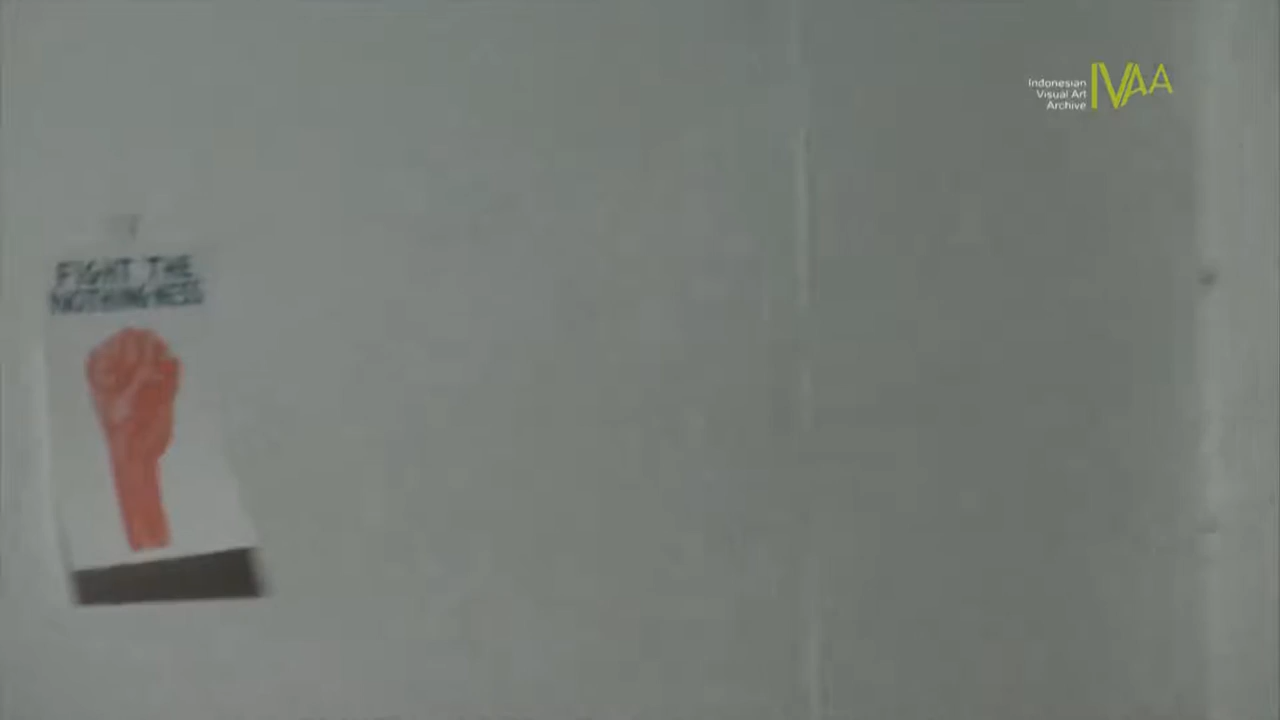 Indonesian
Visual Art
Archive
IVAA
FIGHT THE
NOTHINGNESS